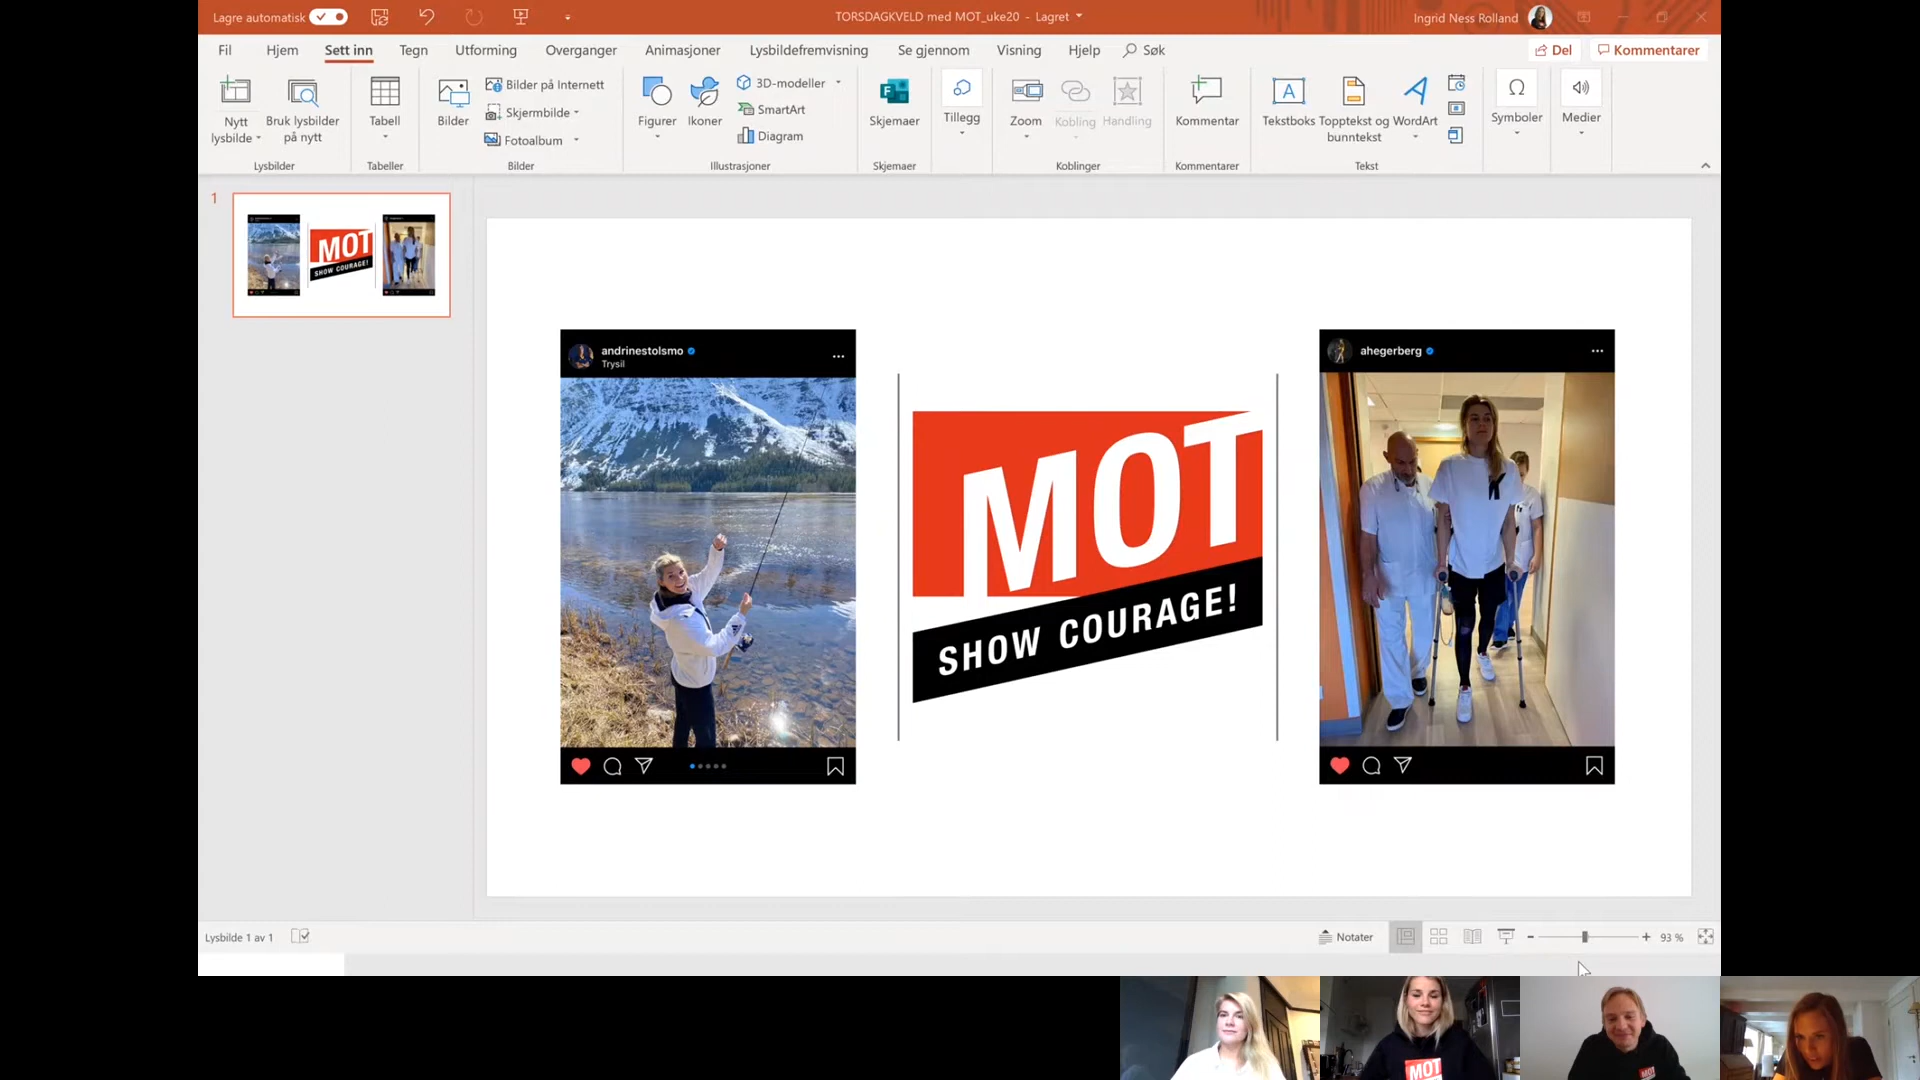 Lagre automatisk
TORSDAGKVELD med MOT_uke20 - Lagret
Ingrid Ness Rolland
Fil Hjem Sett inn Tegn Utforming Overganger Animasjoner Lysbildefremvisning Se gjennom Visning Hjelp Søk
Del Kommentarer
Nytt lysbilde
Bruk lysbilder på nytt
Lysbilder
Tabell
Tabeller
Bilder
Bilder på Internett
Skjermbilde
Fotoalbum
Bilder
Figurer
Ikoner
3D-modeller
SmartArt
Diagram
Illustrasjoner
Skjemaer
Skjemaer
Tillegg
Zoom
Kobling
Handling
Koblinger
Kommentar
Kommentarer
Tekstboks
Topptekst og bunntekst
WordArt
Tekst
Symboler
Medier
1
MOT
SHOW COURAGE!
andrinestolsmo
Trysil
MOT
SHOW COURAGE!
ahegerberg
Lysbilde 1 av 1
Notater
93 %
MOT
MOT